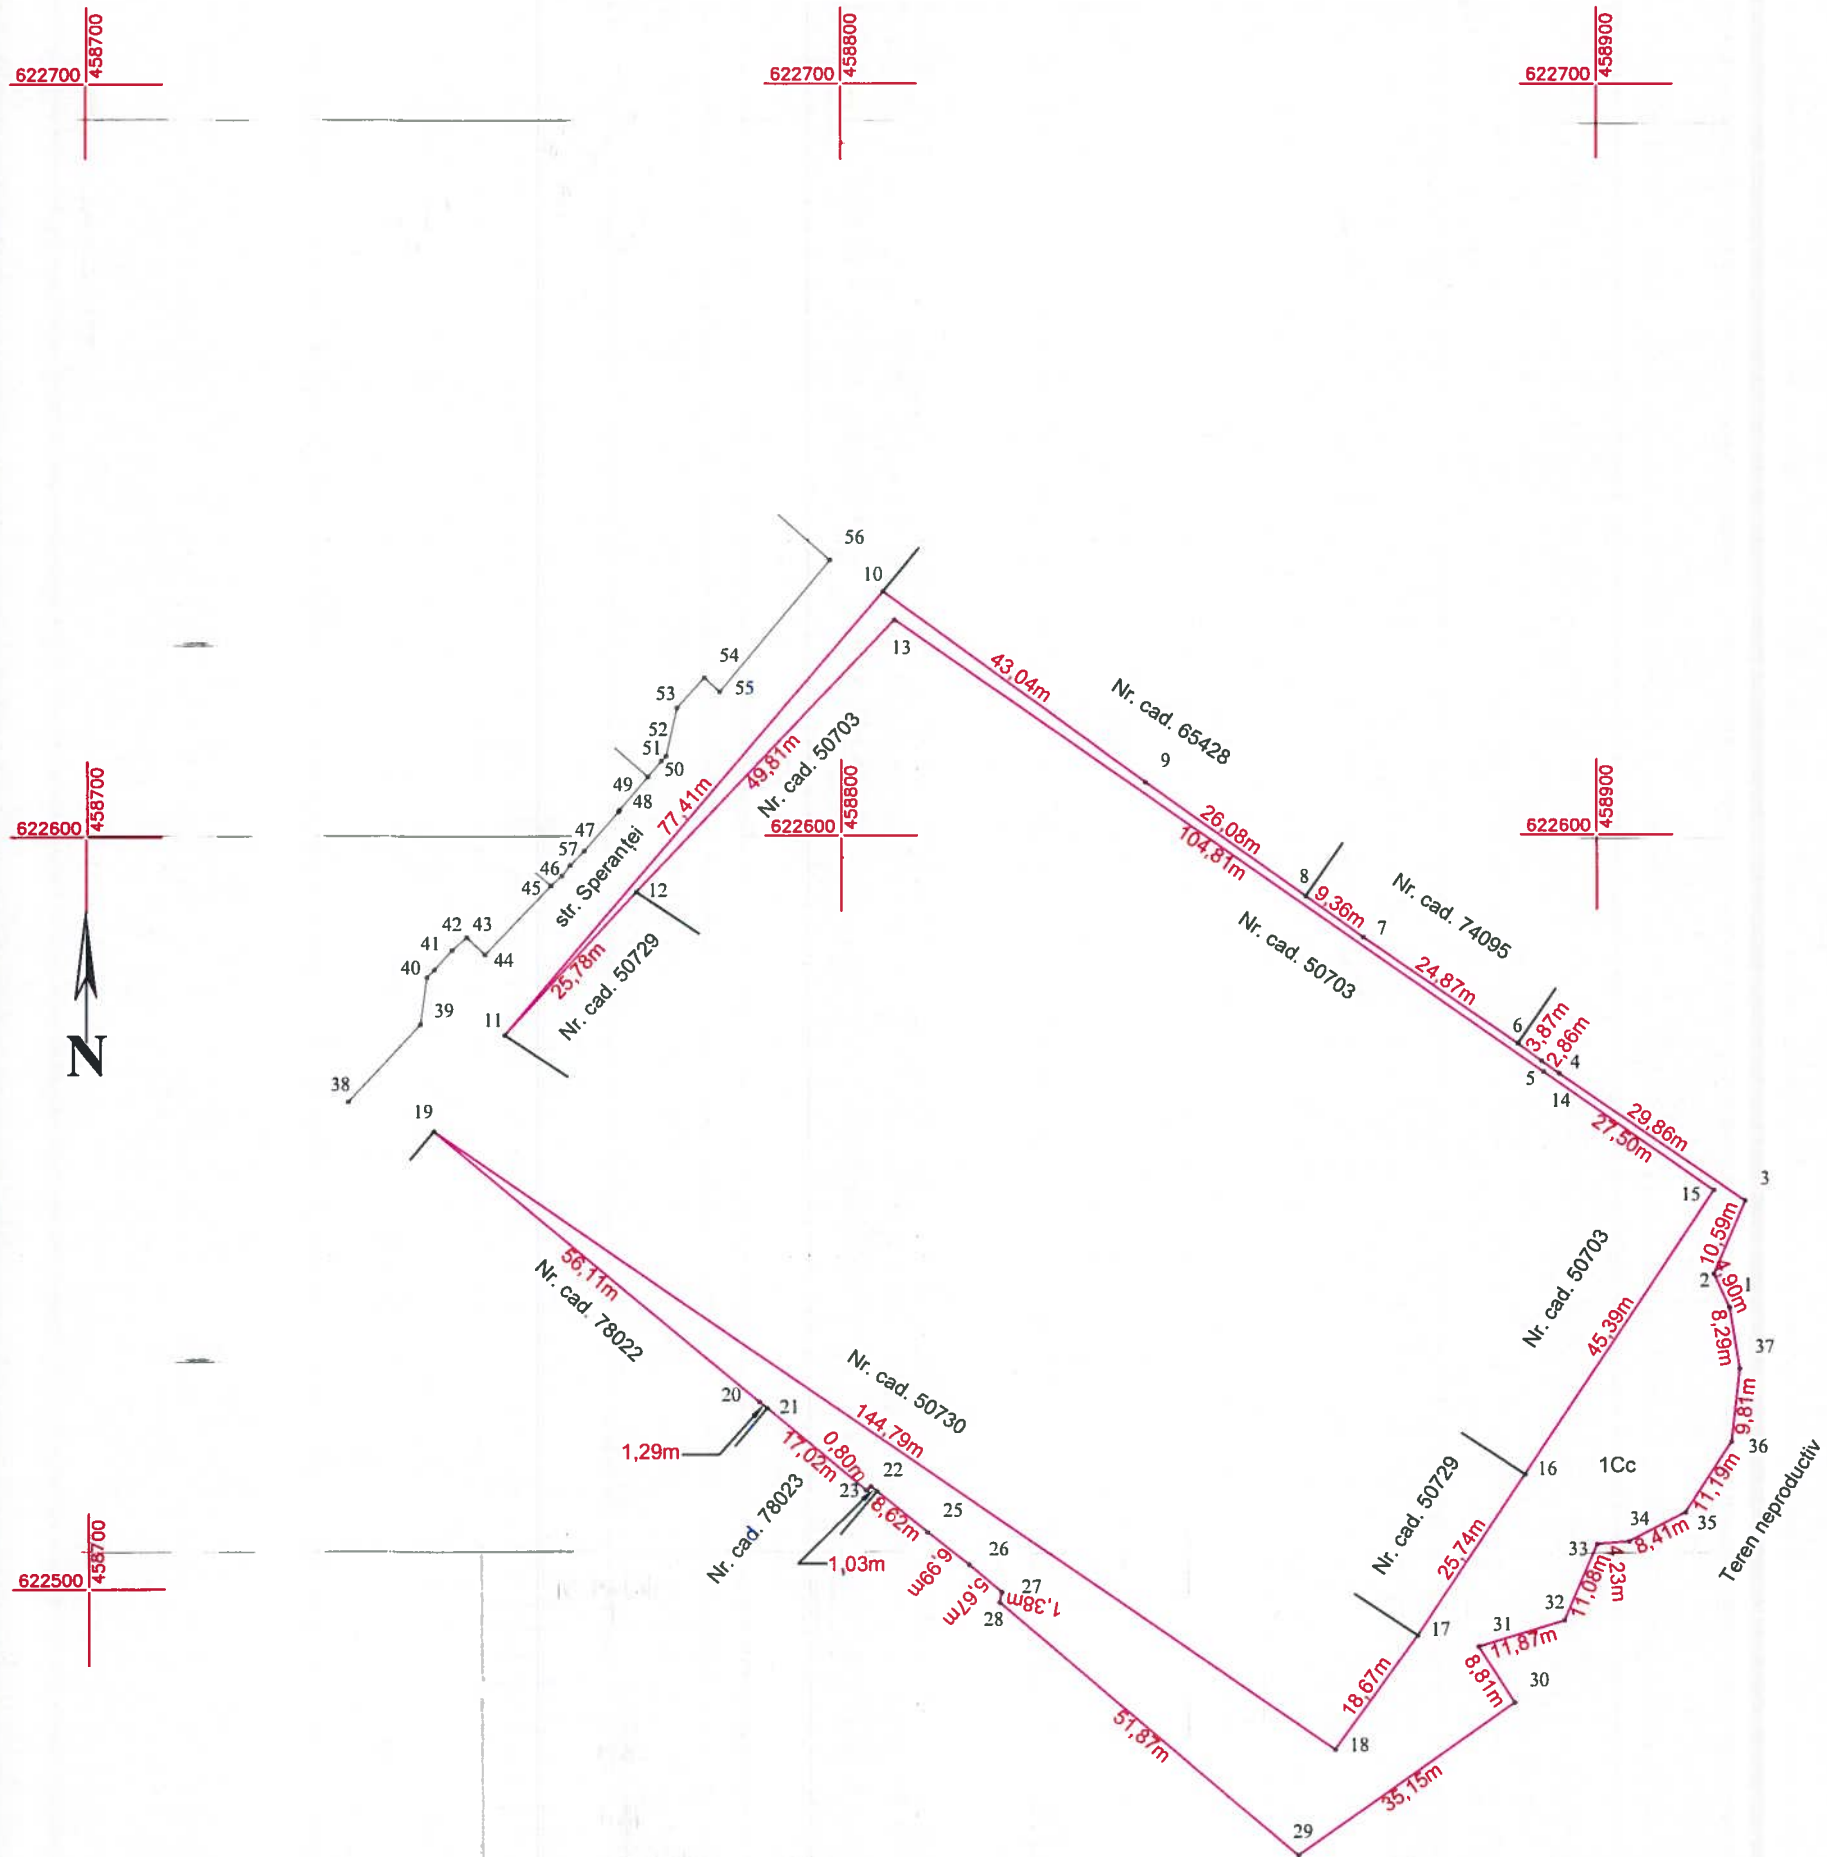 458700
622700
458800
622700
458900
622700
56
10
13
54
55
53
52
51
50
49
48
47
57
46
45
43,04m
Nr. cad. 65428
9
49,81m
Nr. cad. 50703
77,41m
458700
622600
458800
622600
458900
622600
str. Speranței
12
26,08m
104,81m
8
9,36m
7
Nr. cad. 74095
Nr. cad. 50703
24,87m
42
43
41
44
40
39
38
25,78m
Nr. cad. 50729
11
N
6
3,87m
2,86m
4
5
14
29,86m
27,50m
3
15
19
10,59m
2
4,90m
1
8,29m
37
9,81m
36
Nr. cad. 50703
45,39m
56,11m
Nr. cad. 78022
Nr. cad. 50730
144,79m
20
21
1,29m
17,02m
0,80m
22
23
Nr. cad. 78023
8,62m
1,03m
25
26
6,99m
5,67m
27
1,38m
28
16
1Cc
11,19m
35
Teren neproductiv
34
8,41m
33
4,23m
11,08m
32
31
11,87m
8,81m
30
Nr. cad. 50729
25,74m
17
18,67m
18
458700
622500
51,87m
35,15m
29